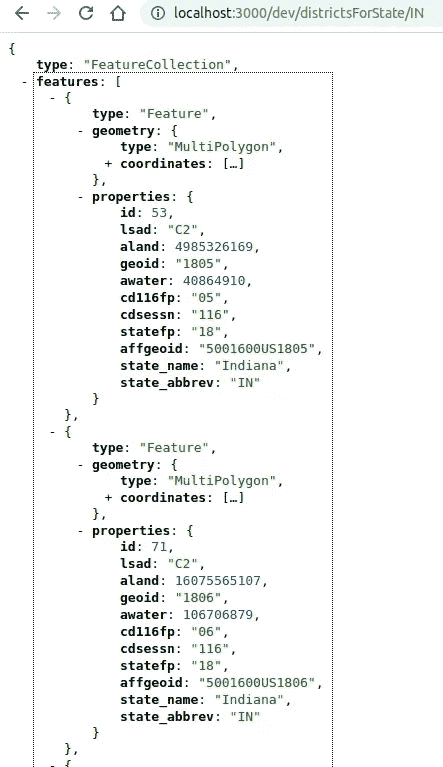 localhost:3000/dev/districtsForState/IN
{
type: "FeatureCollection",
- features: [
- {
type: "Feature",
- geometry: {
type: "MultiPolygon",
+ coordinates: […]
},
- properties: {
id: 53,
lsad: "C2",
aland: 4985326169,
geoid: "1805",
awater: 40864910,
cd116fp: "05",
cdsessn: "116",
statefp: "18",
affgeoid: "5001600US1805",
state_name: "Indiana",
state_abbrev: "IN"
}
},
- {
type: "Feature",
- geometry: {
type: "MultiPolygon",
+ coordinates: […]
},
- properties: {
id: 71,
lsad: "C2",
aland: 16075565107,
geoid: "1806",
awater: 106706879,
cd116fp: "06",
cdsessn: "116",
statefp: "18",
affgeoid: "5001600US1806",
state_name: "Indiana",
state_abbrev: "IN"
}
},
- {